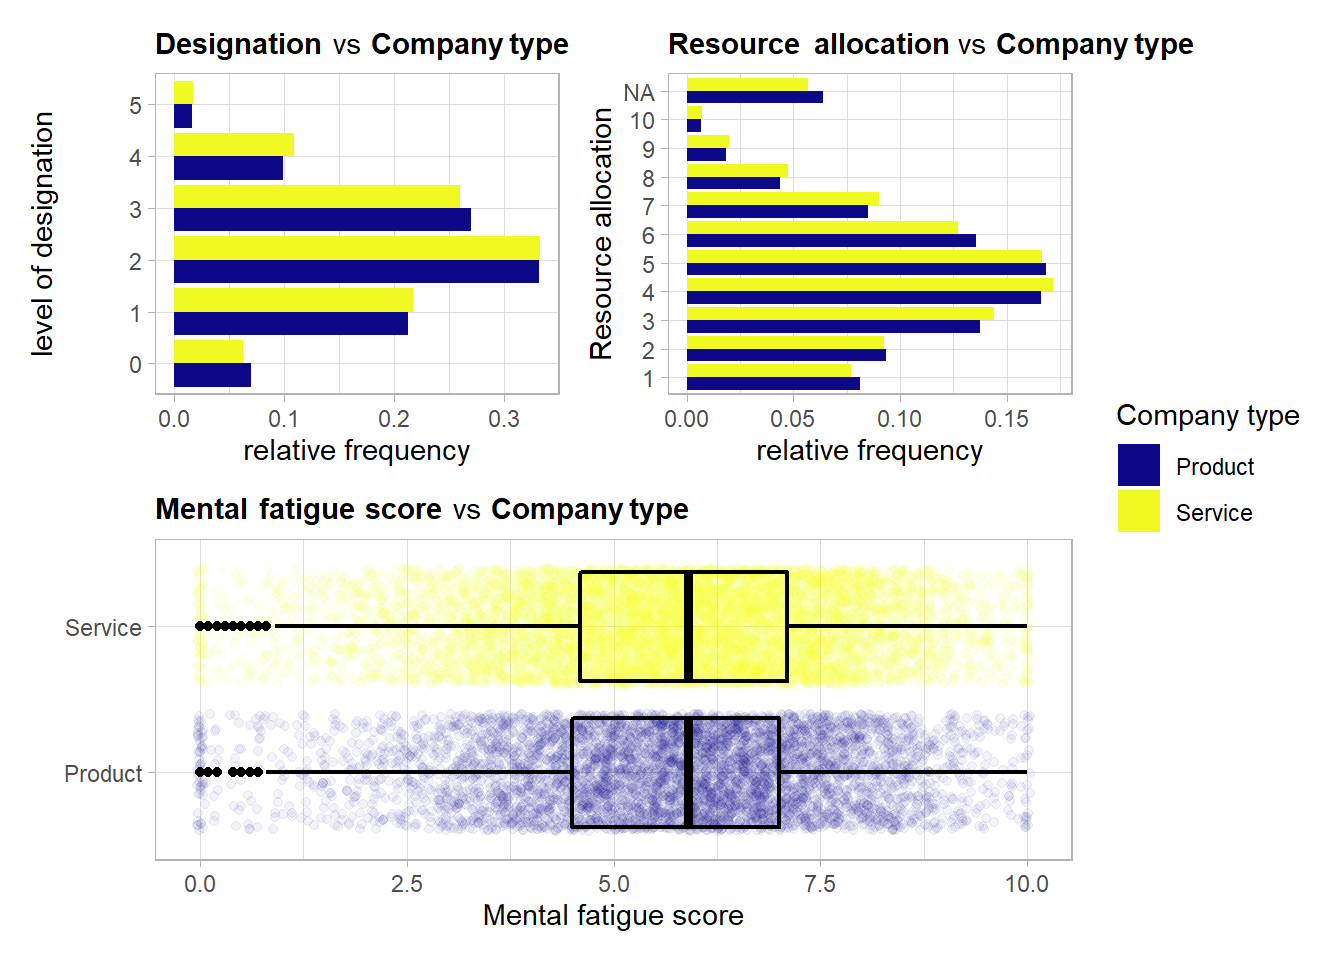 Designation vs Company type
level of designation
5
4
3
2
1
0
0.0 0.1 0.2 0.3
relative frequency
Resource allocation vs Company type
Resource allocation
NA
10
9
8
7
6
5
4
3
2
1
0.00 0.05 0.10 0.15
relative frequency
Company type
Product
Service
Mental fatigue score vs Company type
Service
Product
0.0 2.5 5.0 7.5 10.0
Mental fatigue score